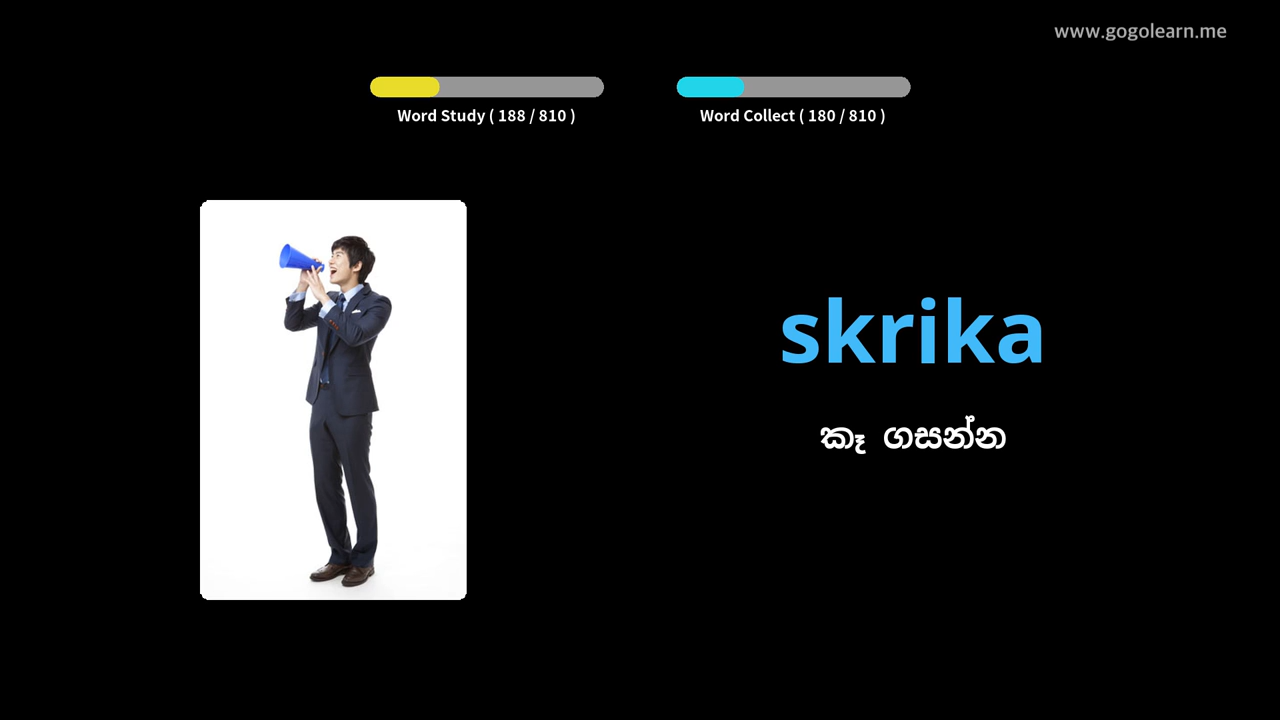 www.gogolearn.me
Word Study ( 188 / 810 )
Word Collect ( 180 / 810 )
skrika
කෑ ගසන්න